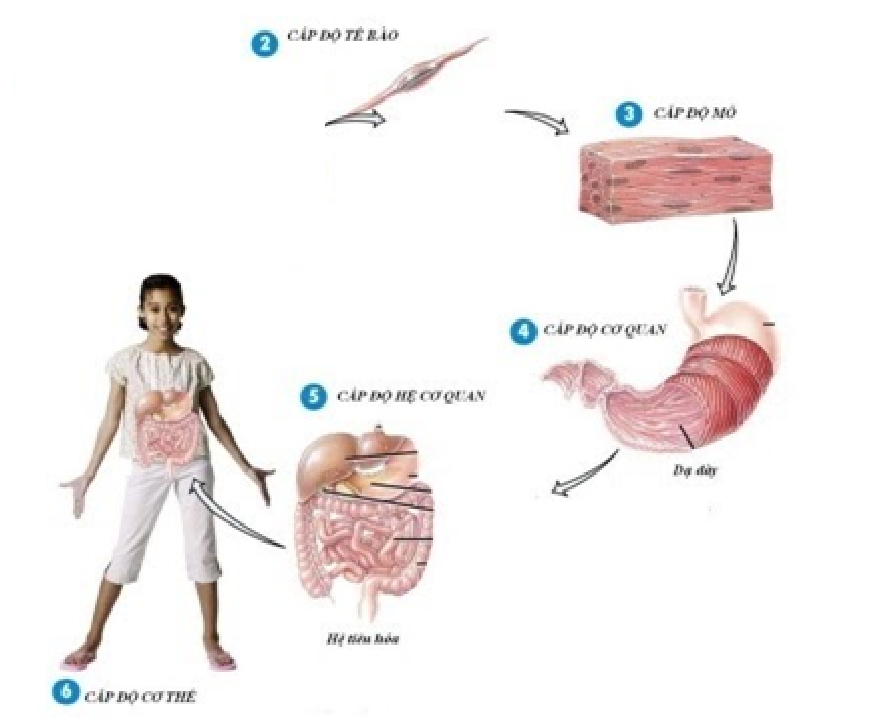 2 CẤP ĐỘ TẾ BÀO
3 CẤP ĐỘ MÔ
4 CẤP ĐỘ CƠ QUAN
Dạ dày
5 CẤP ĐỘ HỆ CƠ QUAN
Hệ tiêu hóa
6 CẤP ĐỘ CƠ THỂ